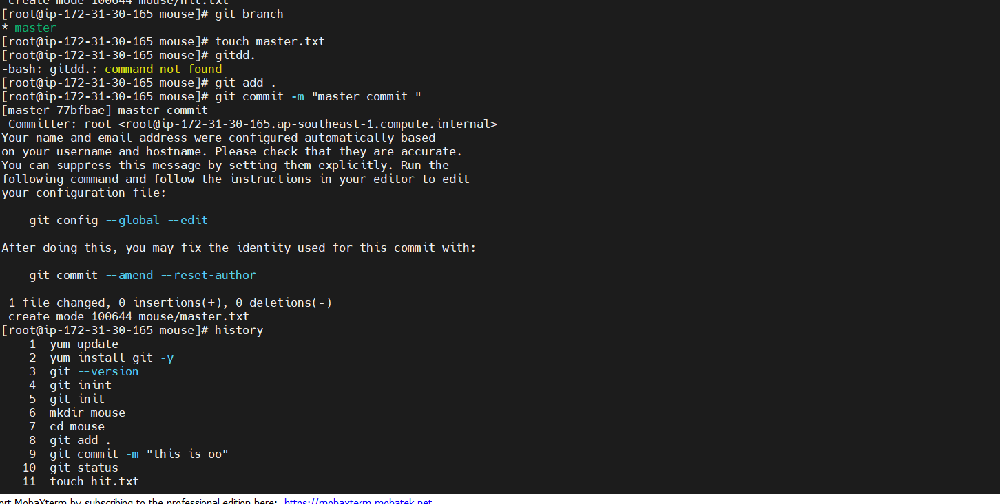 create mode 100644 mouse/hit.txt
[root@ip-172-31-30-165 mouse]# git branch
* master
[root@ip-172-31-30-165 mouse]# touch master.txt
[root@ip-172-31-30-165 mouse]# gitdd.
-bash: gitdd.: command not found
[root@ip-172-31-30-165 mouse]# git add .
[root@ip-172-31-30-165 mouse]# git commit -m "master commit "
[master 77bfbae] master commit
Committer: root <root@ip-172-31-30-165.ap-southeast-1.compute.internal>
Your name and email address were configured automatically based
on your username and hostname. Please check that they are accurate.
You can suppress this message by setting them explicitly. Run the
following command and follow the instructions in your editor to edit
your configuration file:
git config --global --edit
After doing this, you may fix the identity used for this commit with:
git commit --amend --reset-author
1 file changed, 0 insertions(+), 0 deletions(-)
create mode 100644 mouse/master.txt
[root@ip-172-31-30-165 mouse]# history
1 yum update
2 yum install git -y
3 git --version
4 git inint
5 git init
6 mkdir mouse
7 cd mouse
8 git add .
9 git commit -m "this is oo"
10 git status
11 touch hit.txt
ort MobaXterm by subscribing to the professional edition here: https://mobaxterm.mobatek.net